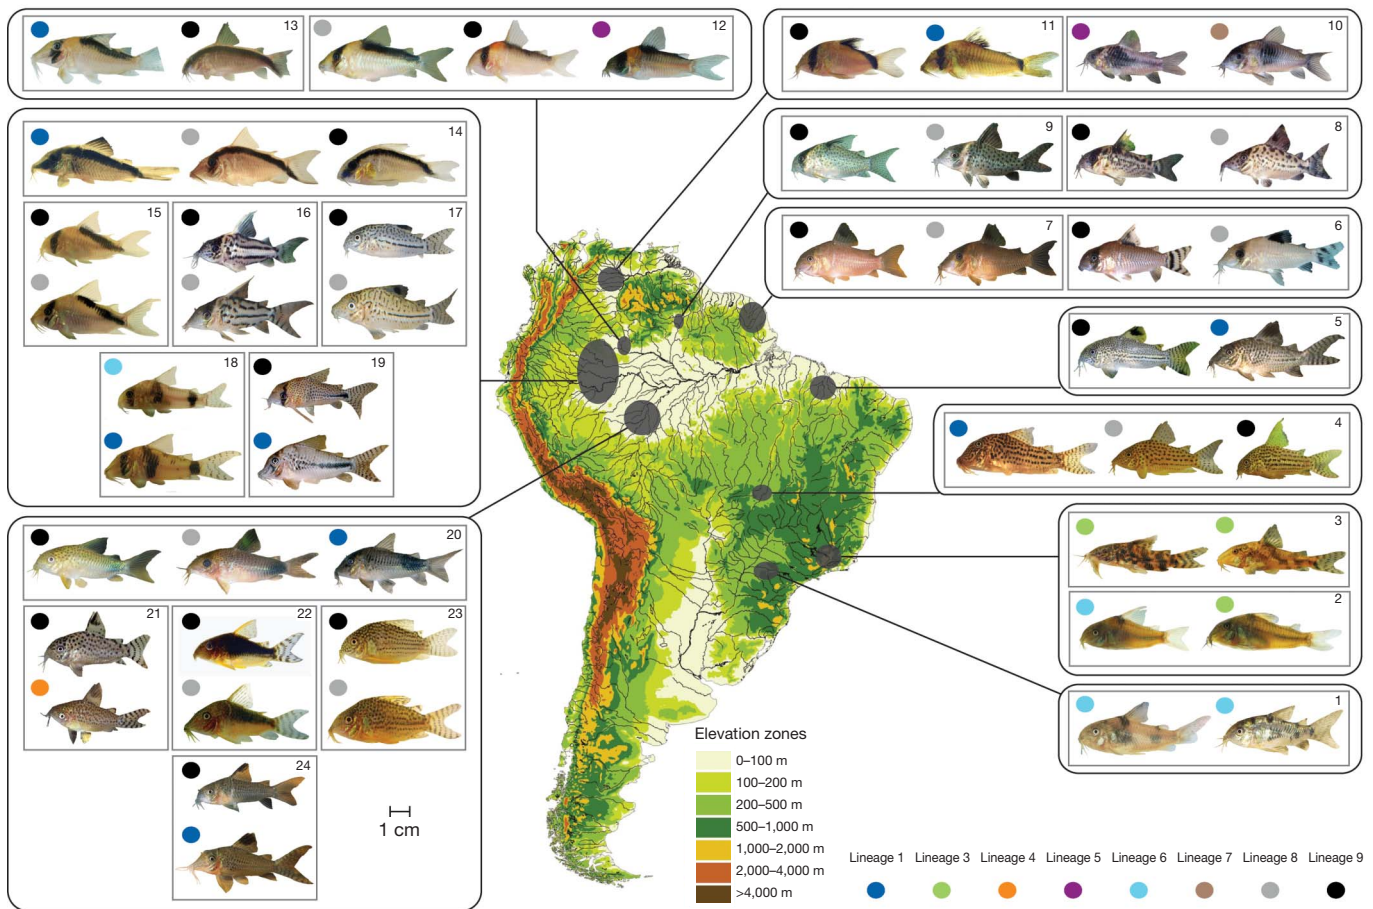 13
12
11
10
14
9
8
15
16
17
7
6
18
19
5
4
20
3
21
22
23
2
24
1
1 cm
Elevation zones
0–100 m
100–200 m
200–500 m
500–1,000 m
1,000–2,000 m
2,000–4,000 m
>4,000 m
Lineage 1 Lineage 3 Lineage 4 Lineage 5 Lineage 6 Lineage 7 Lineage 8 Lineage 9